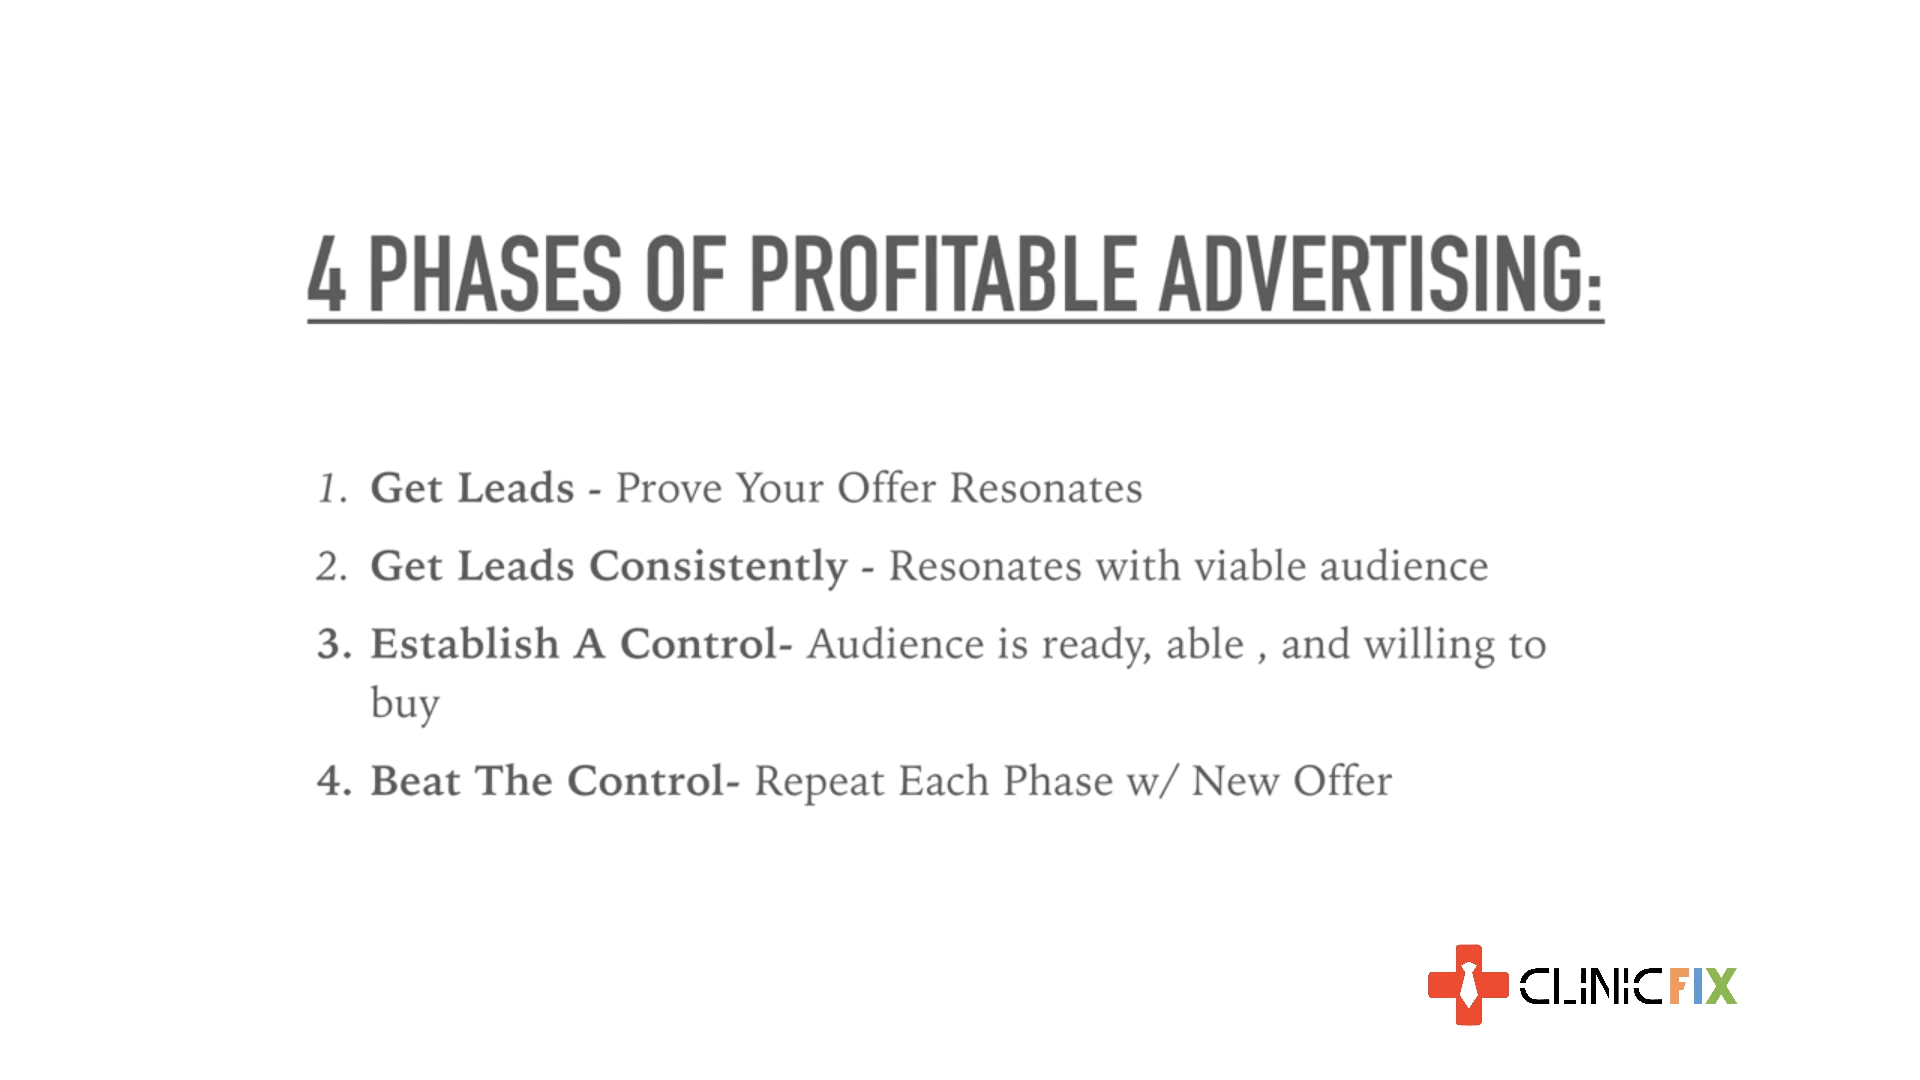 4 PHASES OF PROFITABLE ADVERTISING:
1. Get Leads - Prove Your Offer Resonates
2. Get Leads Consistently - Resonates with viable audience
3. Establish A Control- Audience is ready, able , and willing to
buy
4. Beat The Control- Repeat Each Phase w/ New Offer
CLINICFIX